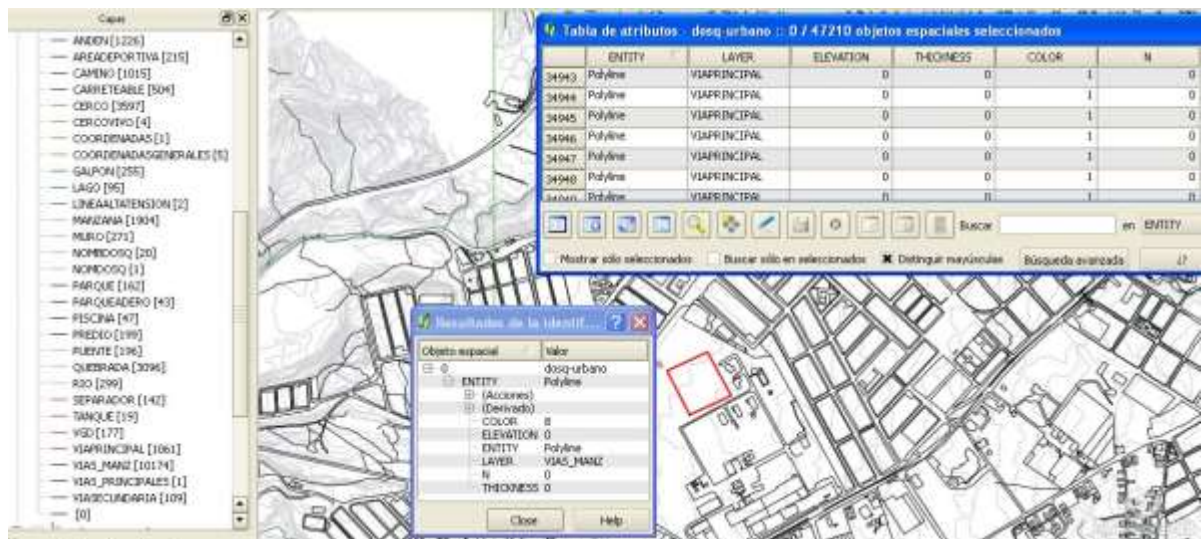 Capas
ANDEN [1226]
AREADEPORTIVA [215]
CAMINO [1015]
CARRETEABLE [504]
CERCO [3597]
CERCOVIVO [4]
COORDENADAS [1]
COORDENADASGENERALES [5]
GALPON [255]
LAGO [95]
LINEAALTATENSION [2]
MANZANA [1904]
MURO [271]
NOMBDOSQ [20]
NOMDOSQ [1]
PARQUE [162]
PARQUEADERO [43]
PISCINA [47]
PREDIO [199]
PUENTE [196]
QUEBRADA [3096]
RIO [299]
SEPARADOR [142]
TANQUE [19]
VGD [177]
VIAPRINCIPAL [1061]
VIAS_MANZ [10174]
VIAS_PRINCIPALES [1]
VIASECUNDARIA [109]
[0]
Tabla de atributos - dosq-urbano :: 0 / 47210 objetos espaciales seleccionados
ENTITY LAYER ELEVATION THICKNESS COLOR N
34943 Polyline VIAPRINCIPAL 0 0 1 0
34944 Polyline VIAPRINCIPAL 0 0 1 0
34945 Polyline VIAPRINCIPAL 0 0 1 0
34946 Polyline VIAPRINCIPAL 0 0 1 0
34947 Polyline VIAPRINCIPAL 0 0 1 0
34948 Polyline VIAPRINCIPAL 0 0 1 0
34949 Polyline VIAPRINCIPAL 0 0 1 0
Buscar en ENTITY
Mostrar sólo seleccionados Buscar sólo en seleccionados Distinguir mayúsculas Búsqueda avanzada
Resultados de la identif...
Objeto espacial Valor
0 dosq-urbano
ENTITY Polyline
(Acciones)
(Derivado)
COLOR 8
ELEVATION 0
ENTITY Polyline
LAYER VIAS_MANZ
N 0
THICKNESS 0
Close Help